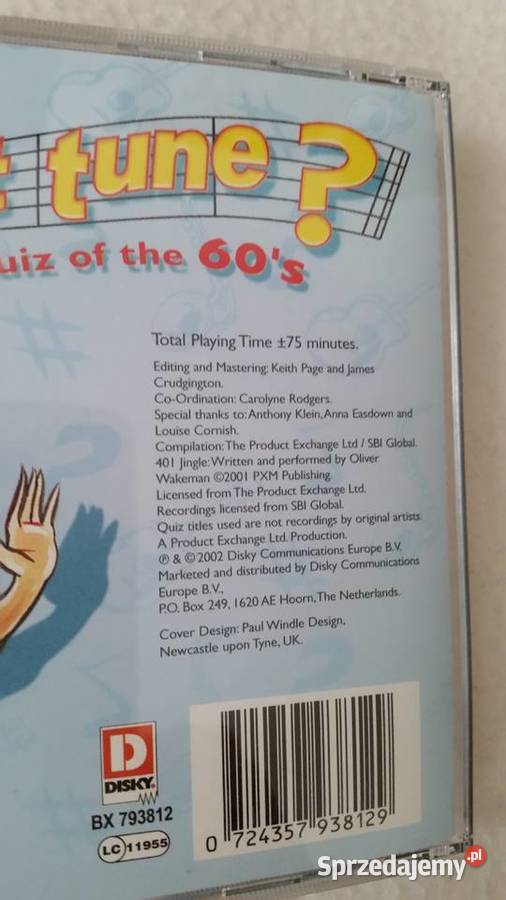 tune?
uiz of the 60's
Total Playing Time ±75 minutes.
Editing and Mastering: Keith Page and James
Crudgington.
Co-Ordination: Carolyne Rodgers.
Special thanks to: Anthony Klein, Anna Easdown and
Louise Cornish.
Compilation: The Product Exchange Ltd / SBI Global.
401 Jingle: Written and performed by Oliver
Wakeman ©2001 PXM Publishing.
Licensed from The Product Exchange Ltd.
Recordings licensed from SBI Global.
Quiz titles used are not recordings by original artists.
A Product Exchange Ltd. Production.
℗ & © 2002 Disky Communications Europe B.V.
Marketed and distributed by Disky Communications
Europe B.V.,
P.O. Box 249, 1620 AE Hoorn, The Netherlands.
Cover Design: Paul Windle Design,
Newcastle upon Tyne, UK.
D
DISKY
BX 793812
LC 11955
0 724357 938129
Sprzedajemy.pl